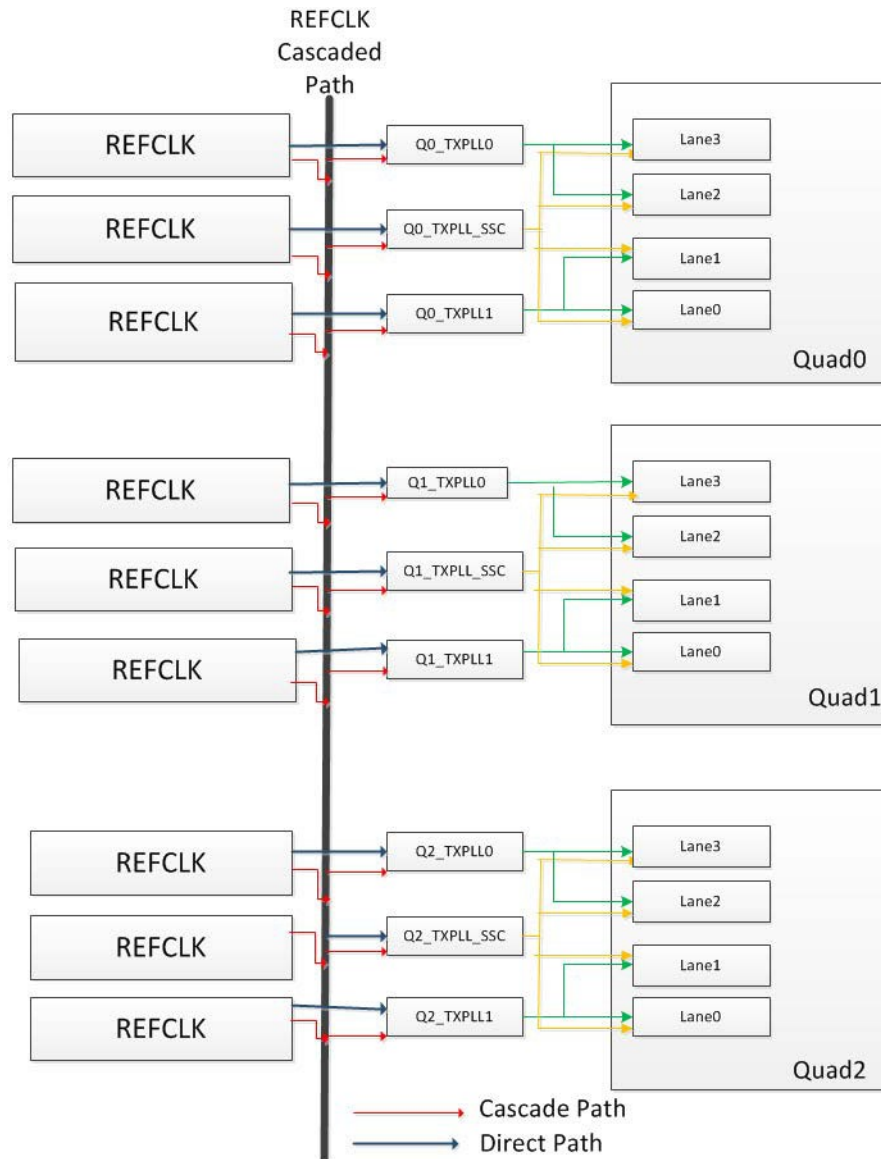 REFCLK
Cascaded
Path
REFCLK
Q0_TXPLL0
Lane3
Lane2
REFCLK
Q0_TXPLL_SSC
Lane1
REFCLK
Q0_TXPLL1
Lane0
Quad0
REFCLK
Q1_TXPLL0
Lane3
Lane2
REFCLK
Q1_TXPLL_SSC
Lane1
REFCLK
Q1_TXPLL1
Lane0
Quad1
REFCLK
Q2_TXPLL0
Lane3
Lane2
REFCLK
Q2_TXPLL_SSC
Lane1
REFCLK
Q2_TXPLL1
Lane0
Quad2
Cascade Path
Direct Path